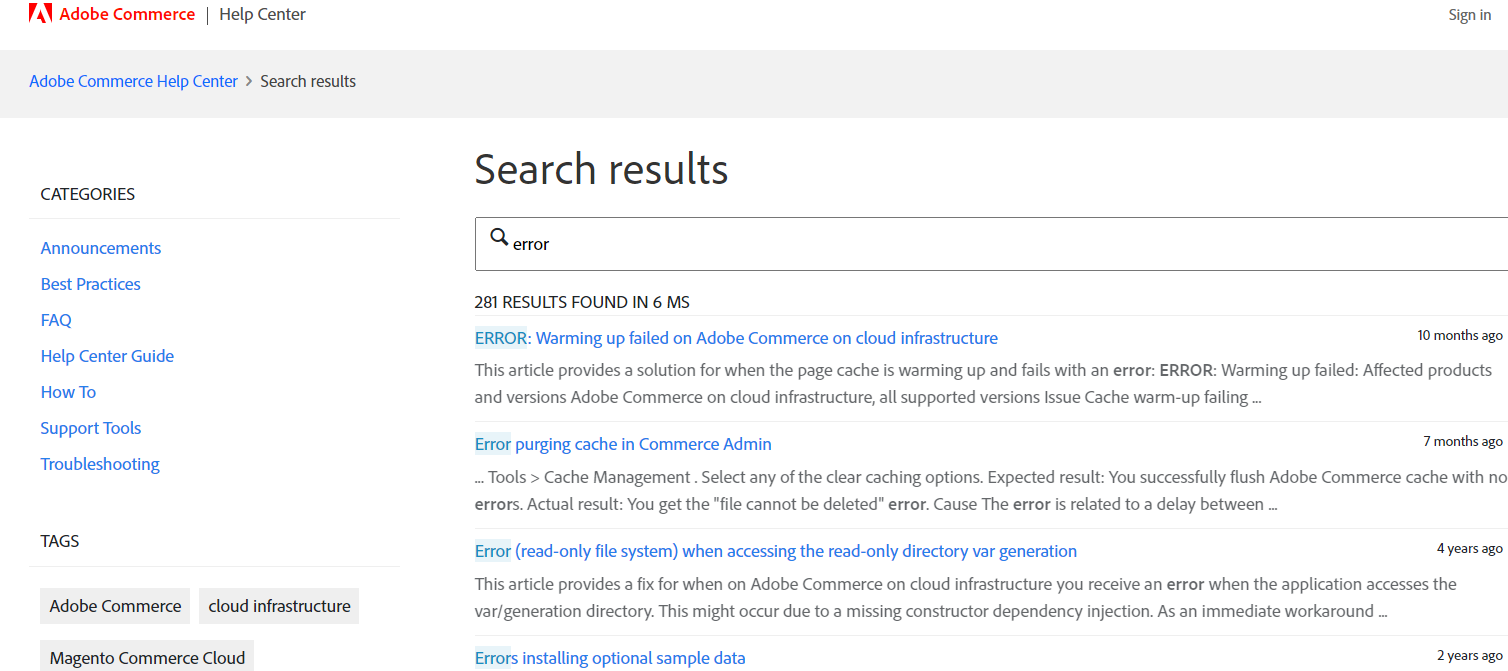 Adobe Commerce | Help Center
Sign in
Adobe Commerce Help Center > Search results
CATEGORIES
Announcements
Best Practices
FAQ
Help Center Guide
How To
Support Tools
Troubleshooting
TAGS
Adobe Commerce
cloud infrastructure
Magento Commerce Cloud
Search results
error
281 RESULTS FOUND IN 6 MS
ERROR: Warming up failed on Adobe Commerce on cloud infrastructure
10 months ago
This article provides a solution for when the page cache is warming up and fails with an error: ERROR: Warming up failed: Affected products
and versions Adobe Commerce on cloud infrastructure, all supported versions Issue Cache warm-up failing ...
Error purging cache in Commerce Admin
7 months ago
... Tools > Cache Management . Select any of the clear caching options. Expected result: You successfully flush Adobe Commerce cache with no
errors. Actual result: You get the "file cannot be deleted" error. Cause The error is related to a delay between ...
Error (read-only file system) when accessing the read-only directory var generation
4 years ago
This article provides a fix for when on Adobe Commerce on cloud infrastructure you receive an error when the application accesses the
var/generation directory. This might occur due to a missing constructor dependency injection. As an immediate workaround ...
Errors installing optional sample data
2 years ago